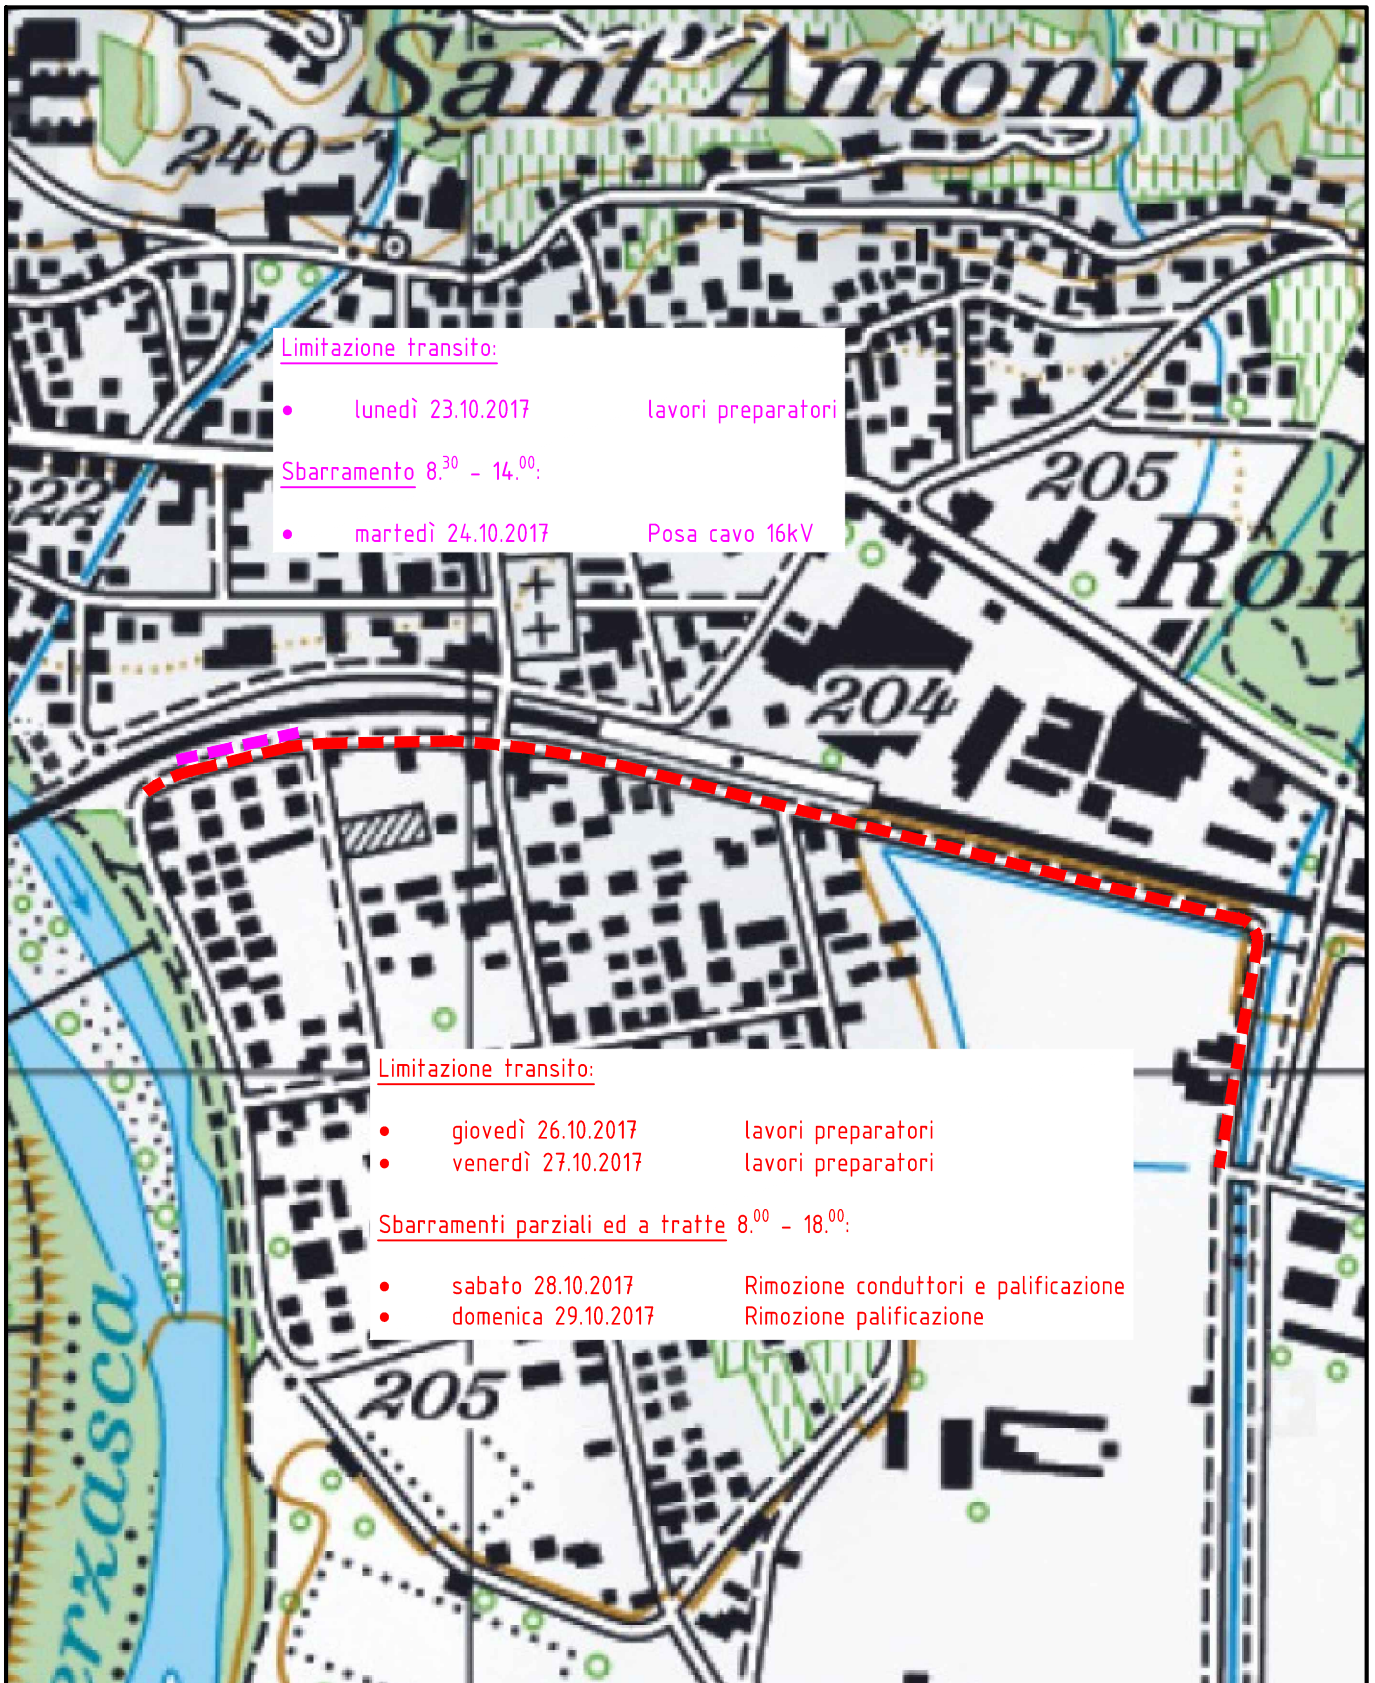 Sant'Antonio
240
Limitazione transito:
• lunedì 23.10.2017 lavori preparatori
Sbarramento 8.30 - 14.00:
• martedì 24.10.2017 Posa cavo 16kV
205
222
Ron
204
Limitazione transito:
• giovedì 26.10.2017 lavori preparatori
• venerdì 27.10.2017 lavori preparatori
Sbarramenti parziali ed a tratte 8.00 - 18.00:
• sabato 28.10.2017 Rimozione conduttori e palificazione
• domenica 29.10.2017 Rimozione palificazione
205
erzasca